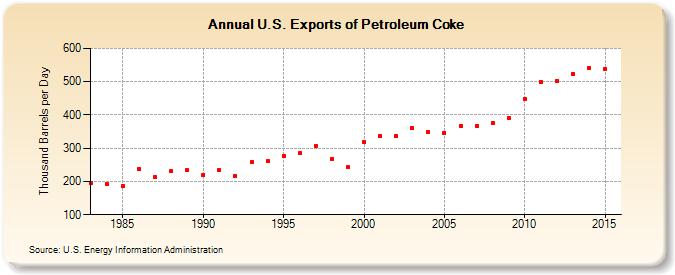 Annual U.S. Exports of Petroleum Coke
Thousand Barrels per Day
600
500
400
300
200
100
1985 1990 1995 2000 2005 2010 2015
Source: U.S. Energy Information Administration